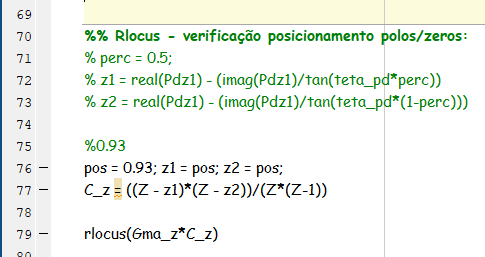 69
70 %% Rlocus - verificação posicionamento polos/zeros:
71 % perc = 0.5;
72 % z1 = real(Pdz1) - (imag(Pdz1)/tan(teta_pd*perc))
73 % z2 = real(Pdz1) - (imag(Pdz1)/tan(teta_pd*(1-perc)))
74
75 %0.93
76 – pos = 0.93; z1 = pos; z2 = pos;
77 – C_z = ((Z - z1)*(Z - z2))/(Z*(Z-1))
78
79 – rlocus(Gma_z*C_z)
80